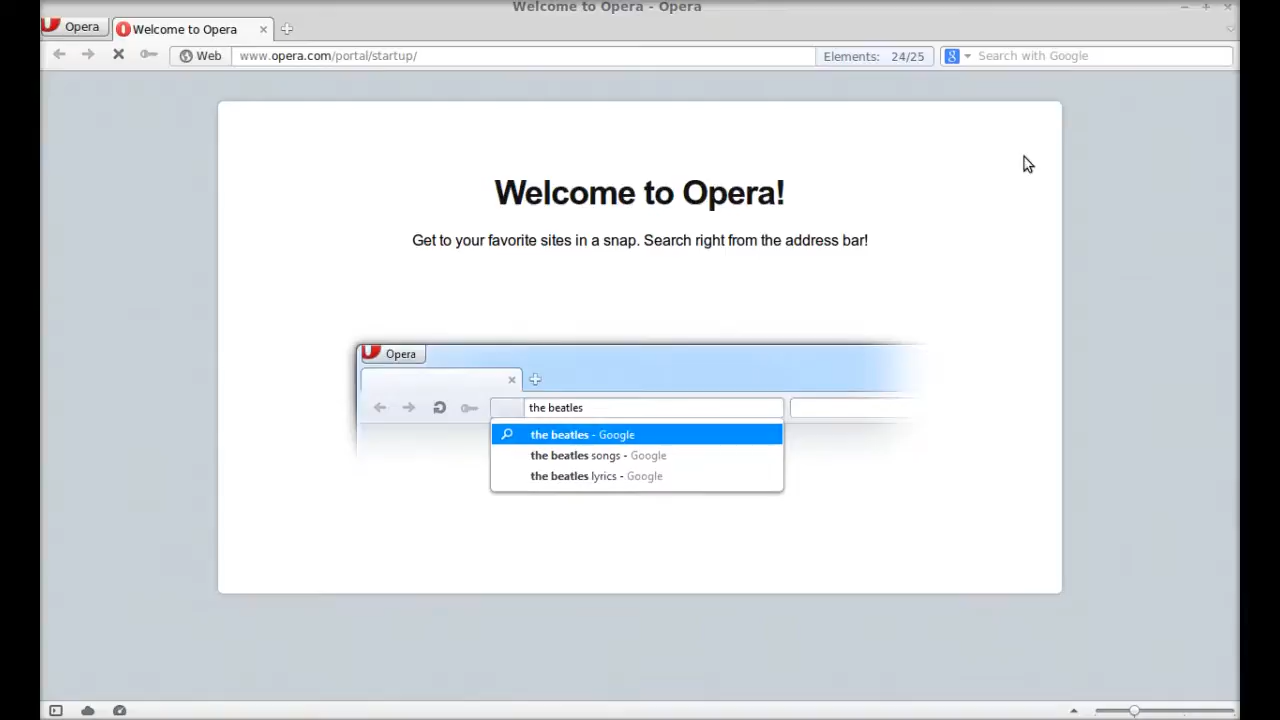 Welcome to Opera - Opera
Opera
Welcome to Opera
Web
www.opera.com/portal/startup/
Elements: 24/25
Search with Google
Welcome to Opera!
Get to your favorite sites in a snap. Search right from the address bar!
Opera
the beatles
the beatles - Google
the beatles songs - Google
the beatles lyrics - Google